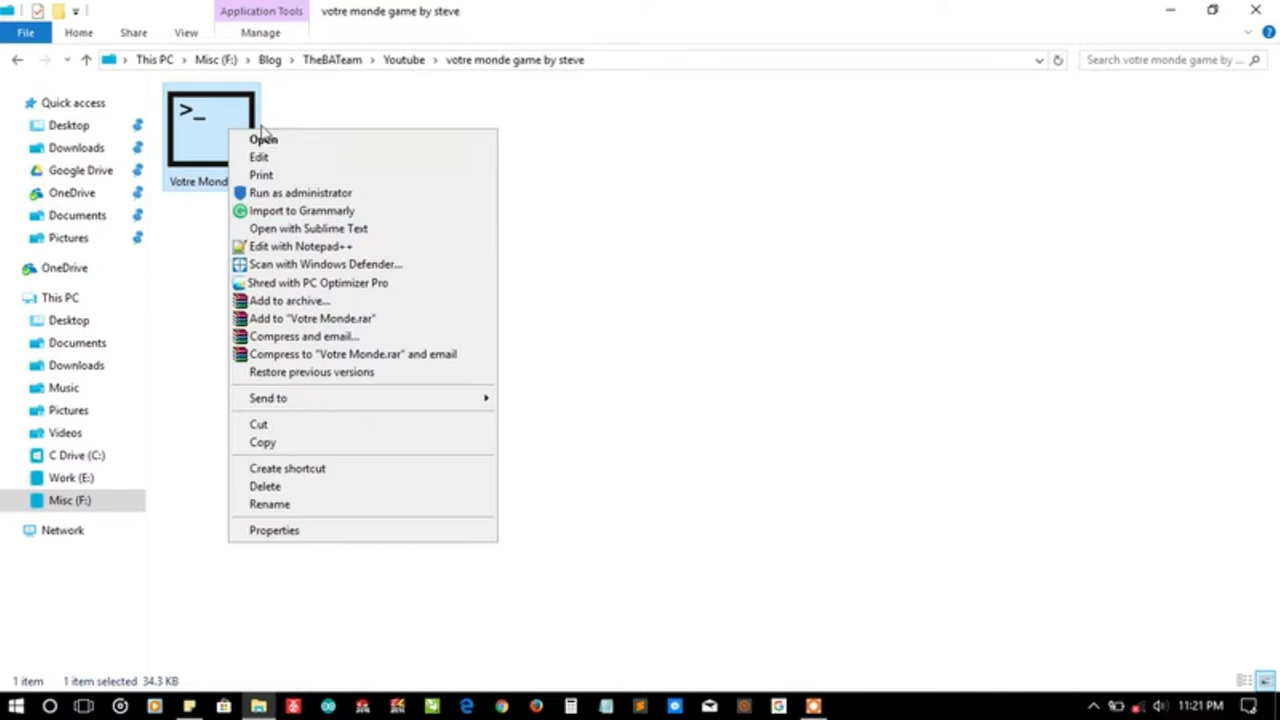 Application Tools
votre monde game by steve
File
Home
Share
View
Manage
This PC
Misc (F:)
Blog
TheBATeam
Youtube
votre monde game by steve
Search votre monde game by ...
Quick access
Desktop
Downloads
Google Drive
OneDrive
Documents
Pictures
OneDrive
This PC
Desktop
Documents
Downloads
Music
Pictures
Videos
C Drive (C:)
Work (E:)
Misc (F:)
Network
>_
Votre Mond
Open
Edit
Print
Run as administrator
Import to Grammarly
Open with Sublime Text
Edit with Notepad++
Scan with Windows Defender...
Shred with PC Optimizer Pro
Add to archive...
Add to "Votre Monde.rar"
Compress and email...
Compress to "Votre Monde.rar" and email
Restore previous versions
Send to
Cut
Copy
Create shortcut
Delete
Rename
Properties
1 item
1 item selected 34.3 KB
11:21 PM